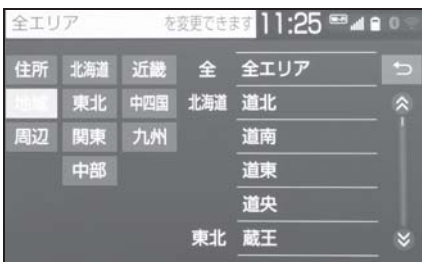 全エリア を変更できます 11:25 0
住所 北海道 近畿 全 全エリア
地域 東北 中四国 北海道 道北
周辺 関東 九州 道南
中部 道東
道央
東北 蔵王